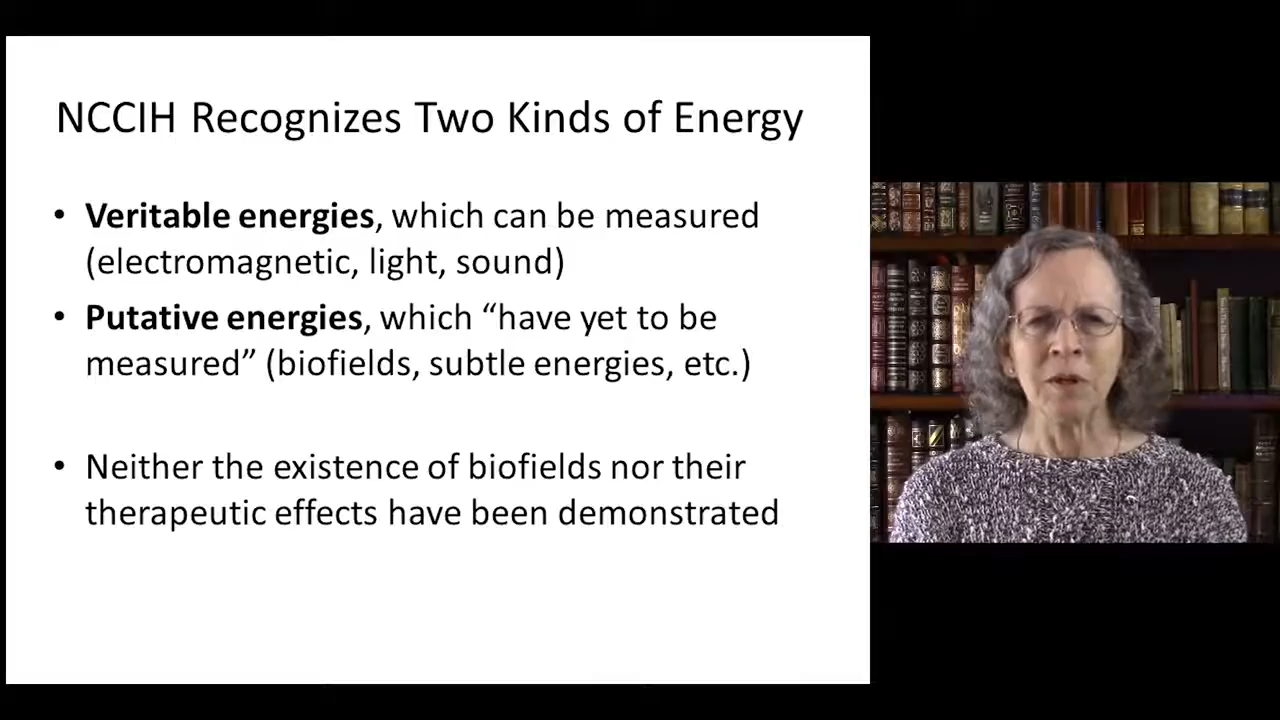 NCCIH Recognizes Two Kinds of Energy
• Veritable energies, which can be measured
(electromagnetic, light, sound)
• Putative energies, which “have yet to be
measured” (biofields, subtle energies, etc.)
• Neither the existence of biofields nor their
therapeutic effects have been demonstrated